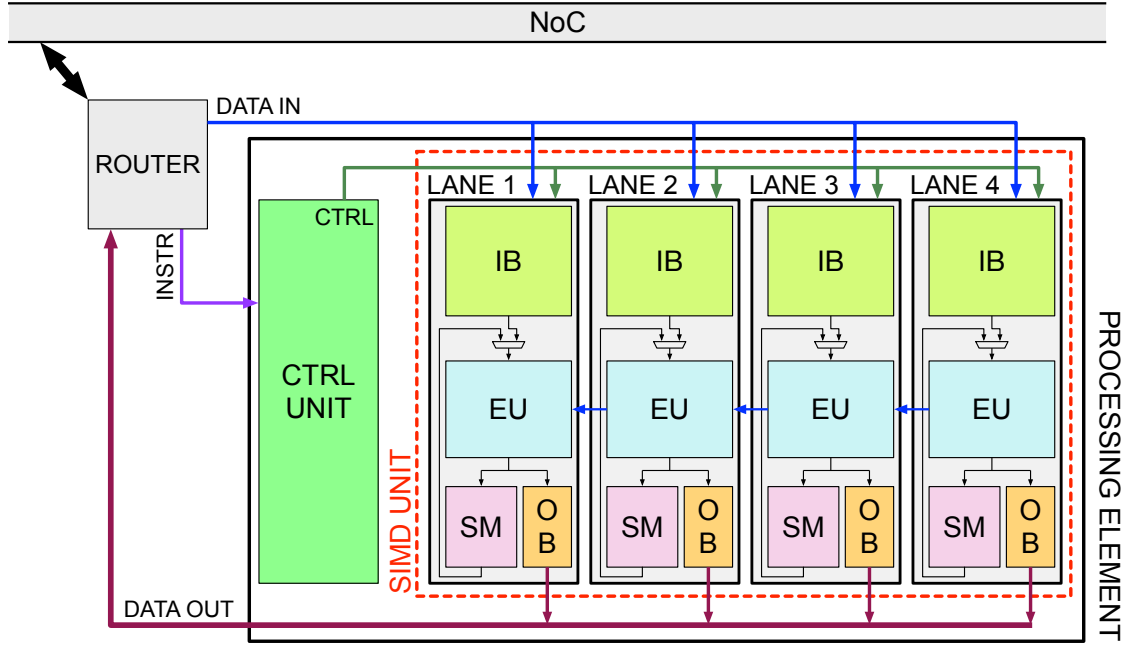 NoC
DATA IN
ROUTER
LANE 1
LANE 2
LANE 3
LANE 4
CTRL
INSTR
IB
IB
IB
IB
CTRL
UNIT
EU
EU
EU
EU
SIMD UNIT
SM
O
B
SM
O
B
SM
O
B
SM
O
B
PROCESSING ELEMENT
DATA OUT